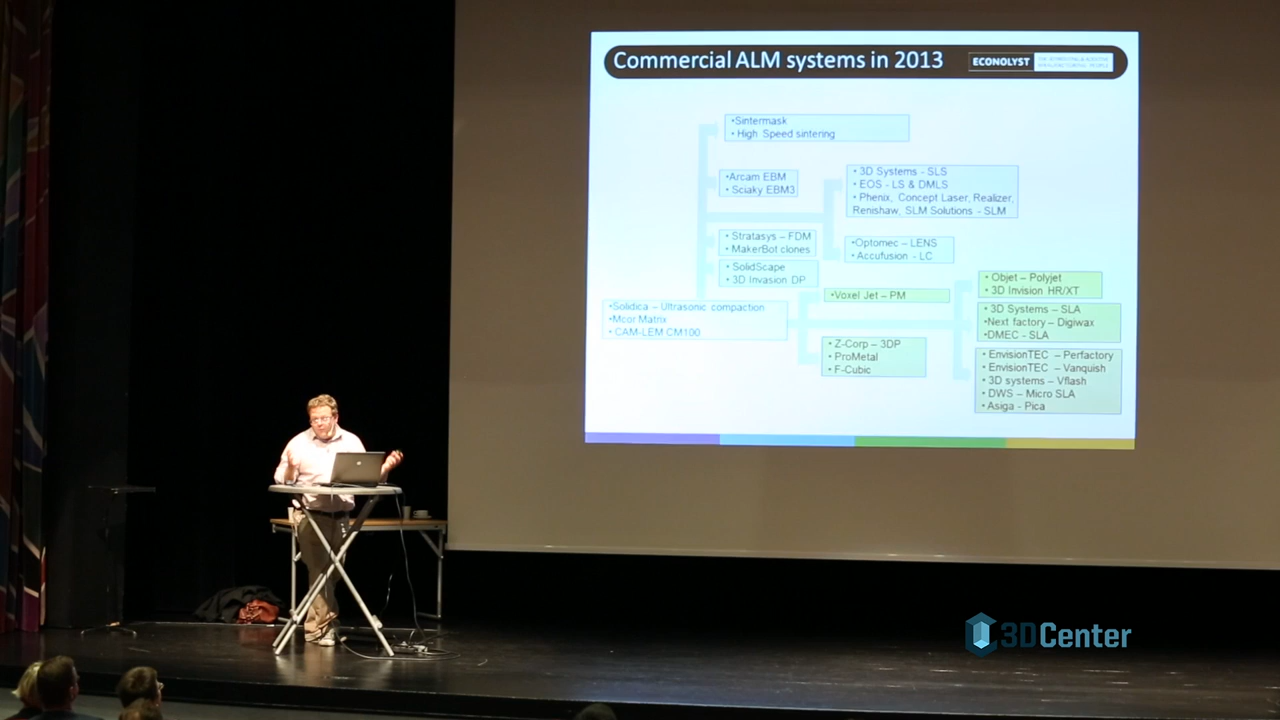 Commercial ALM systems in 2013
ECONOLYST
•Sintermask
• High Speed sintering
•Arcam EBM
• Sciaky EBM3
• 3D Systems - SLS
• EOS - LS & DMLS
• Phenix, Concept Laser, Realizer,
Renishaw, SLM Solutions - SLM
• Stratasys – FDM
• MakerBot clones
•Optomec – LENS
• Accufusion - LC
• SolidScape
• 3D Invasion DP
•Voxel Jet – PM
• Objet – Polyjet
• 3D Invision HR/XT
•Solidica – Ultrasonic compaction
•Mcor Matrix
• CAM-LEM CM100
• 3D Systems – SLA
•Next factory – Digiwax
•DMEC - SLA
• Z-Corp – 3DP
• ProMetal
• F-Cubic
• EnvisionTEC – Perfactory
• EnvisionTEC – Vanquish
• 3D systems – Vflash
• DWS – Micro SLA
• Asiga - Pica
3DCenter